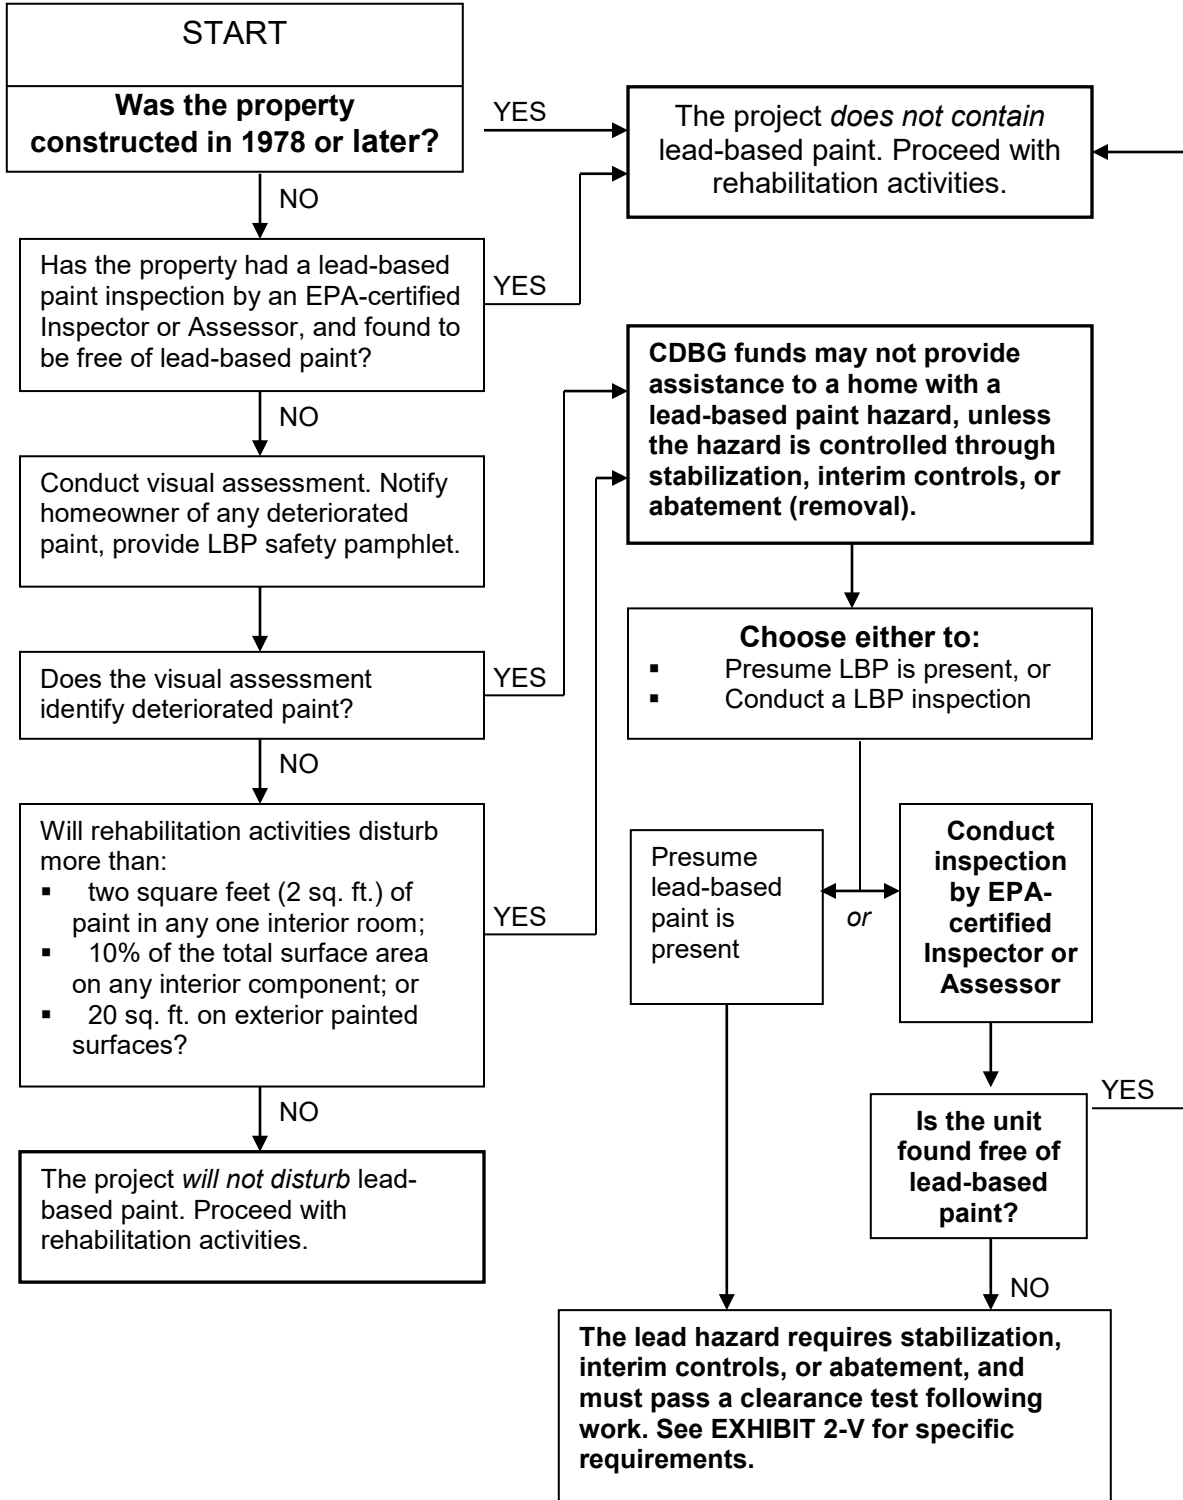 START
Was the property
constructed in 1978 or later?
YES
The project does not contain
lead-based paint. Proceed with
rehabilitation activities.
NO
Has the property had a lead-based
paint inspection by an EPA-certified
Inspector or Assessor, and found to
be free of lead-based paint?
YES
NO
CDBG funds may not provide
assistance to a home with a
lead-based paint hazard, unless
the hazard is controlled through
stabilization, interim controls, or
abatement (removal).
Conduct visual assessment. Notify
homeowner of any deteriorated
paint, provide LBP safety pamphlet.
Does the visual assessment
identify deteriorated paint?
YES
NO
Choose either to:
▪ Presume LBP is present, or
▪ Conduct a LBP inspection
Will rehabilitation activities disturb
more than:
▪ two square feet (2 sq. ft.) of
paint in any one interior room;
▪ 10% of the total surface area
on any interior component; or
▪ 20 sq. ft. on exterior painted
surfaces?
YES
NO
Presume
lead-based
paint is
present
or
Conduct
inspection
by EPA-
certified
Inspector or
Assessor
Is the unit
found free of
lead-based
paint?
YES
NO
The project will not disturb lead-
based paint. Proceed with
rehabilitation activities.
The lead hazard requires stabilization,
interim controls, or abatement, and
must pass a clearance test following
work. See EXHIBIT 2-V for specific
requirements.